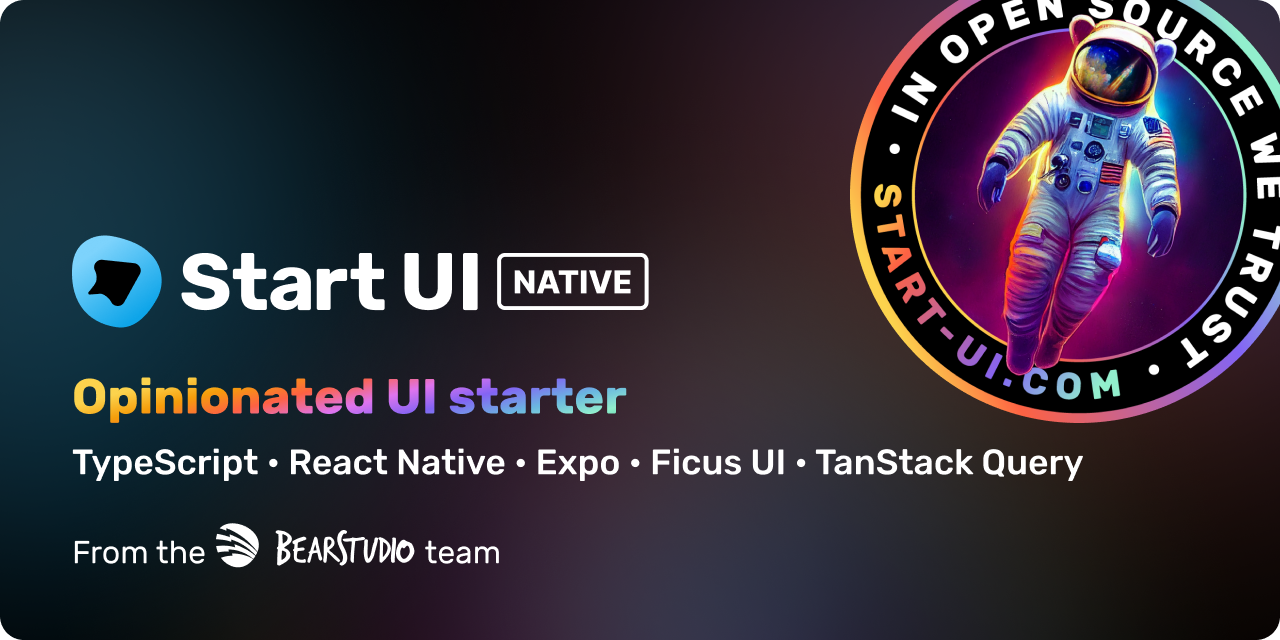 IN OPEN SOURCE WE TRUST • START-UI.COM •
Start UI NATIVE
Opinionated UI starter
TypeScript • React Native • Expo • Ficus UI • TanStack Query
From the BEARSTUDIO team